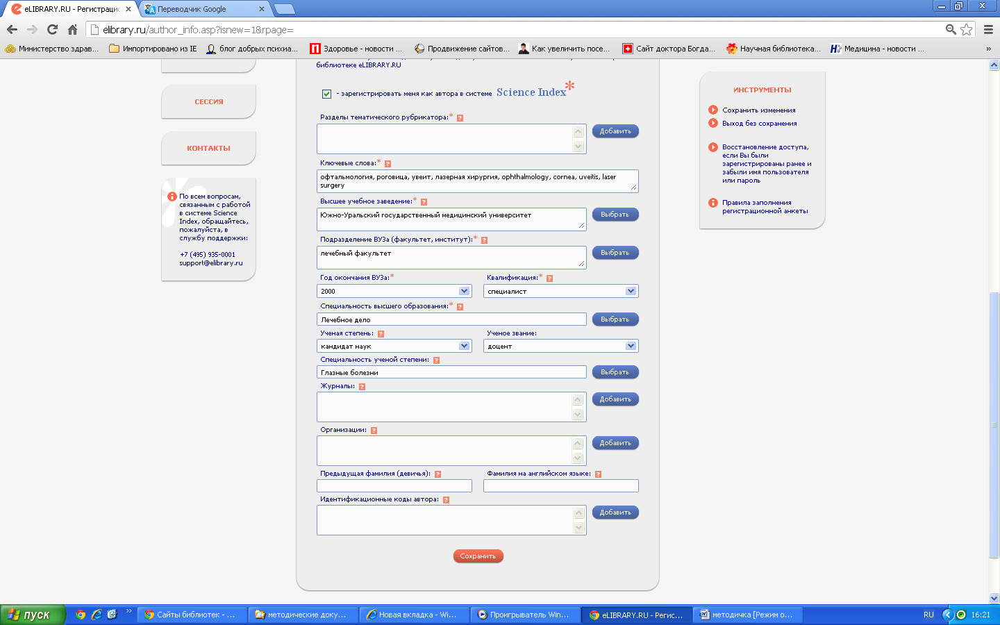 eLIBRARY.RU - Регистрацис
Переводчик Google
elibrary.ru/author_info.asp?isnew=1&rpage=
Министерство здрав...
Импортировано из IE
блог добрых психиа...
Здоровье - новости ...
Продвижение сайтов...
Как увеличить посе...
Сайт доктора Богда...
Научная библиотека...
Медицина - новости ...
»
библиотеке eLIBRARY.RU
- зарегистрировать меня как автора в системе Science Index*
Разделы тематического рубрикатора:* ?
Добавить
Ключевые слова:* ?
офтальмология, роговица, увеит, лазерная хирургия, ophthalmology, cornea, uveitis, laser
surgery
Высшее учебное заведение:* ?
Южно-Уральский государственный медицинский университет
Выбрать
Подразделение ВУЗа (факультет, институт):* ?
лечебный факультет
Выбрать
Год окончания ВУЗа:*
Квалификация:* ?
2000
специалист
Специальность высшего образования:* ?
Лечебное дело
Выбрать
Ученая степень: ?
Ученое звание:
кандидат наук
доцент
Специальность ученой степени: ?
Глазные болезни
Выбрать
Журналы: ?
Добавить
Организации: ?
Добавить
Предыдущая фамилия (девичья): ?
Фамилия на английском языке: ?
Идентификационные коды автора: ?
Добавить
Сохранить
СЕССИЯ
КОНТАКТЫ
По всем вопросам,
связанным с работой
в системе Science
Index, обращайтесь,
пожалуйста, в
службу поддержки:
+7 (495) 935-0001
support@elibrary.ru
ИНСТРУМЕНТЫ
Сохранить изменения
Выход без сохранения
Восстановление доступа,
если Вы были
зарегистрированы ранее и
забыли имя пользователя
или пароль
Правила заполнения
регистрационной анкеты
пуск
»
Сайты библиотек - ...
методические доку...
Новая вкладка - Wi...
Проигрыватель Win...
eLIBRARY.RU - Регис...
методичка [Режим о...
RU
16:21